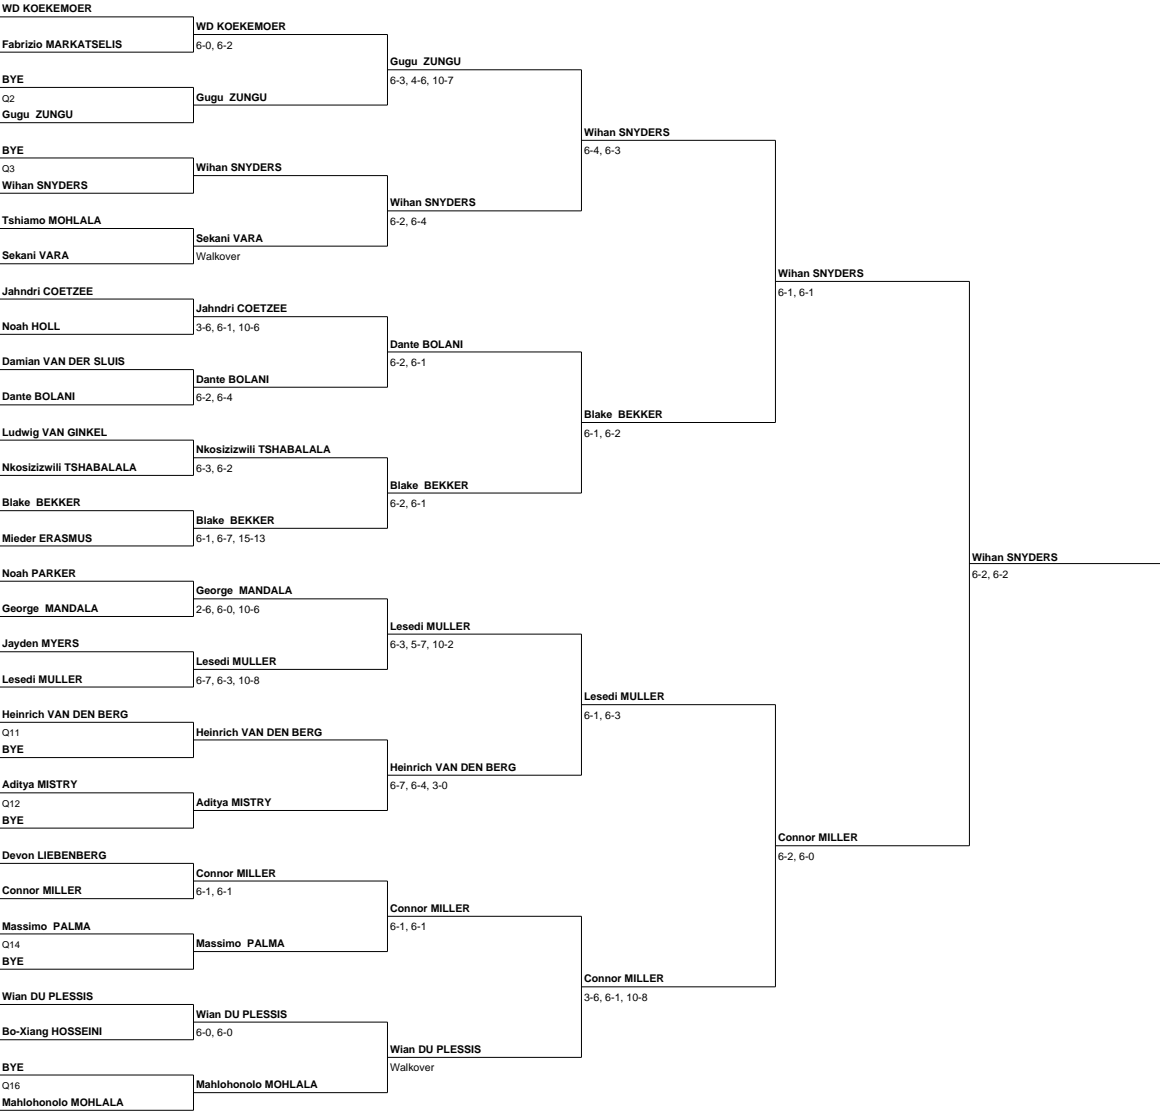 WD KOEKEMOER
WD KOEKEMOER
Fabrizio MARKATSELIS
6-0, 6-2
Gugu ZUNGU
BYE
6-3, 4-6, 10-7
Q2
Gugu ZUNGU
Gugu ZUNGU
Wihan SNYDERS
BYE
6-4, 6-3
Q3
Wihan SNYDERS
Wihan SNYDERS
Wihan SNYDERS
Tshiamo MOHLALA
6-2, 6-4
Sekani VARA
Sekani VARA
Walkover
Wihan SNYDERS
Jahndri COETZEE
6-1, 6-1
Jahndri COETZEE
Noah HOLL
3-6, 6-1, 10-6
Dante BOLANI
Damian VAN DER SLUIS
6-2, 6-1
Dante BOLANI
Dante BOLANI
6-2, 6-4
Blake BEKKER
Ludwig VAN GINKEL
6-1, 6-2
Nkosizizwili TSHABALALA
Nkosizizwili TSHABALALA
6-3, 6-2
Blake BEKKER
Blake BEKKER
6-2, 6-1
Blake BEKKER
Mieder ERASMUS
6-1, 6-7, 15-13
Wihan SNYDERS
Noah PARKER
6-2, 6-2
George MANDALA
George MANDALA
2-6, 6-0, 10-6
Lesedi MULLER
Jayden MYERS
6-3, 5-7, 10-2
Lesedi MULLER
Lesedi MULLER
6-7, 6-3, 10-8
Lesedi MULLER
Heinrich VAN DEN BERG
6-1, 6-3
Q11
Heinrich VAN DEN BERG
BYE
Heinrich VAN DEN BERG
Aditya MISTRY
6-7, 6-4, 3-0
Q12
Aditya MISTRY
BYE
Connor MILLER
Devon LIEBENBERG
6-2, 6-0
Connor MILLER
Connor MILLER
6-1, 6-1
Connor MILLER
Massimo PALMA
6-1, 6-1
Q14
Massimo PALMA
BYE
Connor MILLER
Wian DU PLESSIS
3-6, 6-1, 10-8
Wian DU PLESSIS
Bo-Xiang HOSSEINI
6-0, 6-0
Wian DU PLESSIS
BYE
Walkover
Q16
Mahlohonolo MOHLALA
Mahlohonolo MOHLALA